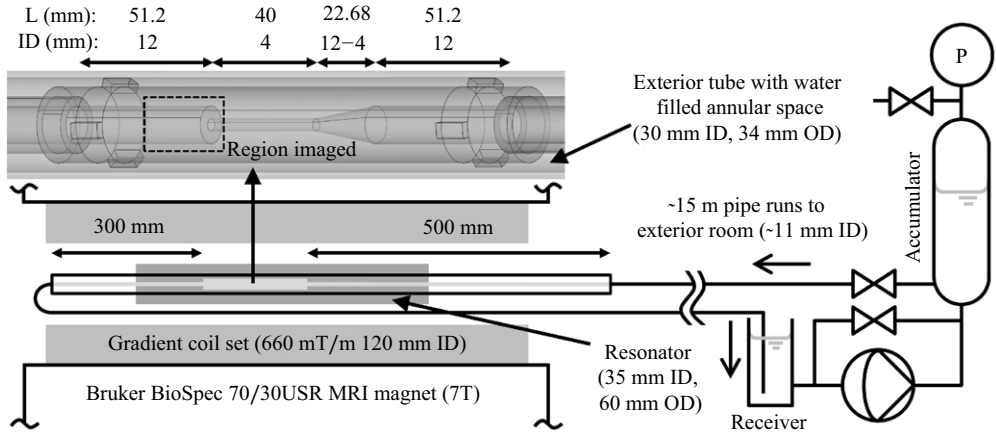 L (mm): 51.2 40 22.68 51.2
ID (mm): 12 4 12−4 12
P
Exterior tube with water
filled annular space
(30 mm ID, 34 mm OD)
Region imaged
Accumulator
300 mm
500 mm
~15 m pipe runs to
exterior room (~11 mm ID)
Gradient coil set (660 mT/m 120 mm ID)
Resonator
(35 mm ID,
60 mm OD)
Bruker BioSpec 70/30USR MRI magnet (7T)
Receiver